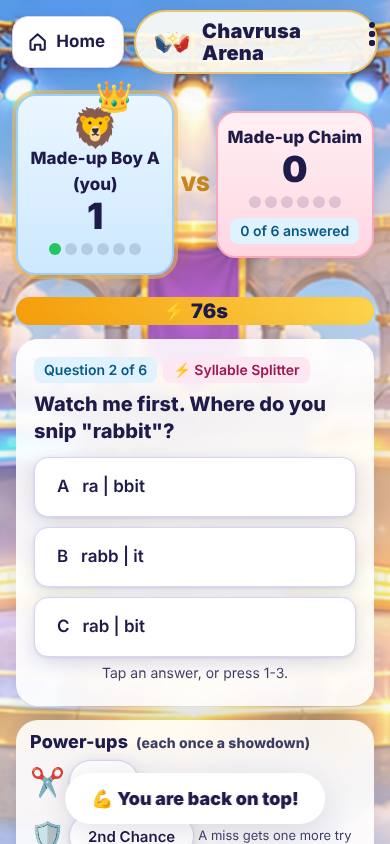 Home
Chavrusa
Arena
Made-up Boy A
(you)
1
VS
Made-up Chaim
0
0 of 6 answered
⚡ 76s
Question 2 of 6
⚡ Syllable Splitter
Watch me first. Where do you
snip "rabbit"?
A ra | bbit
B rabb | it
C rab | bit
Tap an answer, or press 1-3.
Power-ups (each once a showdown)
💪 You are back on top!
2nd Chance A miss gets one more try